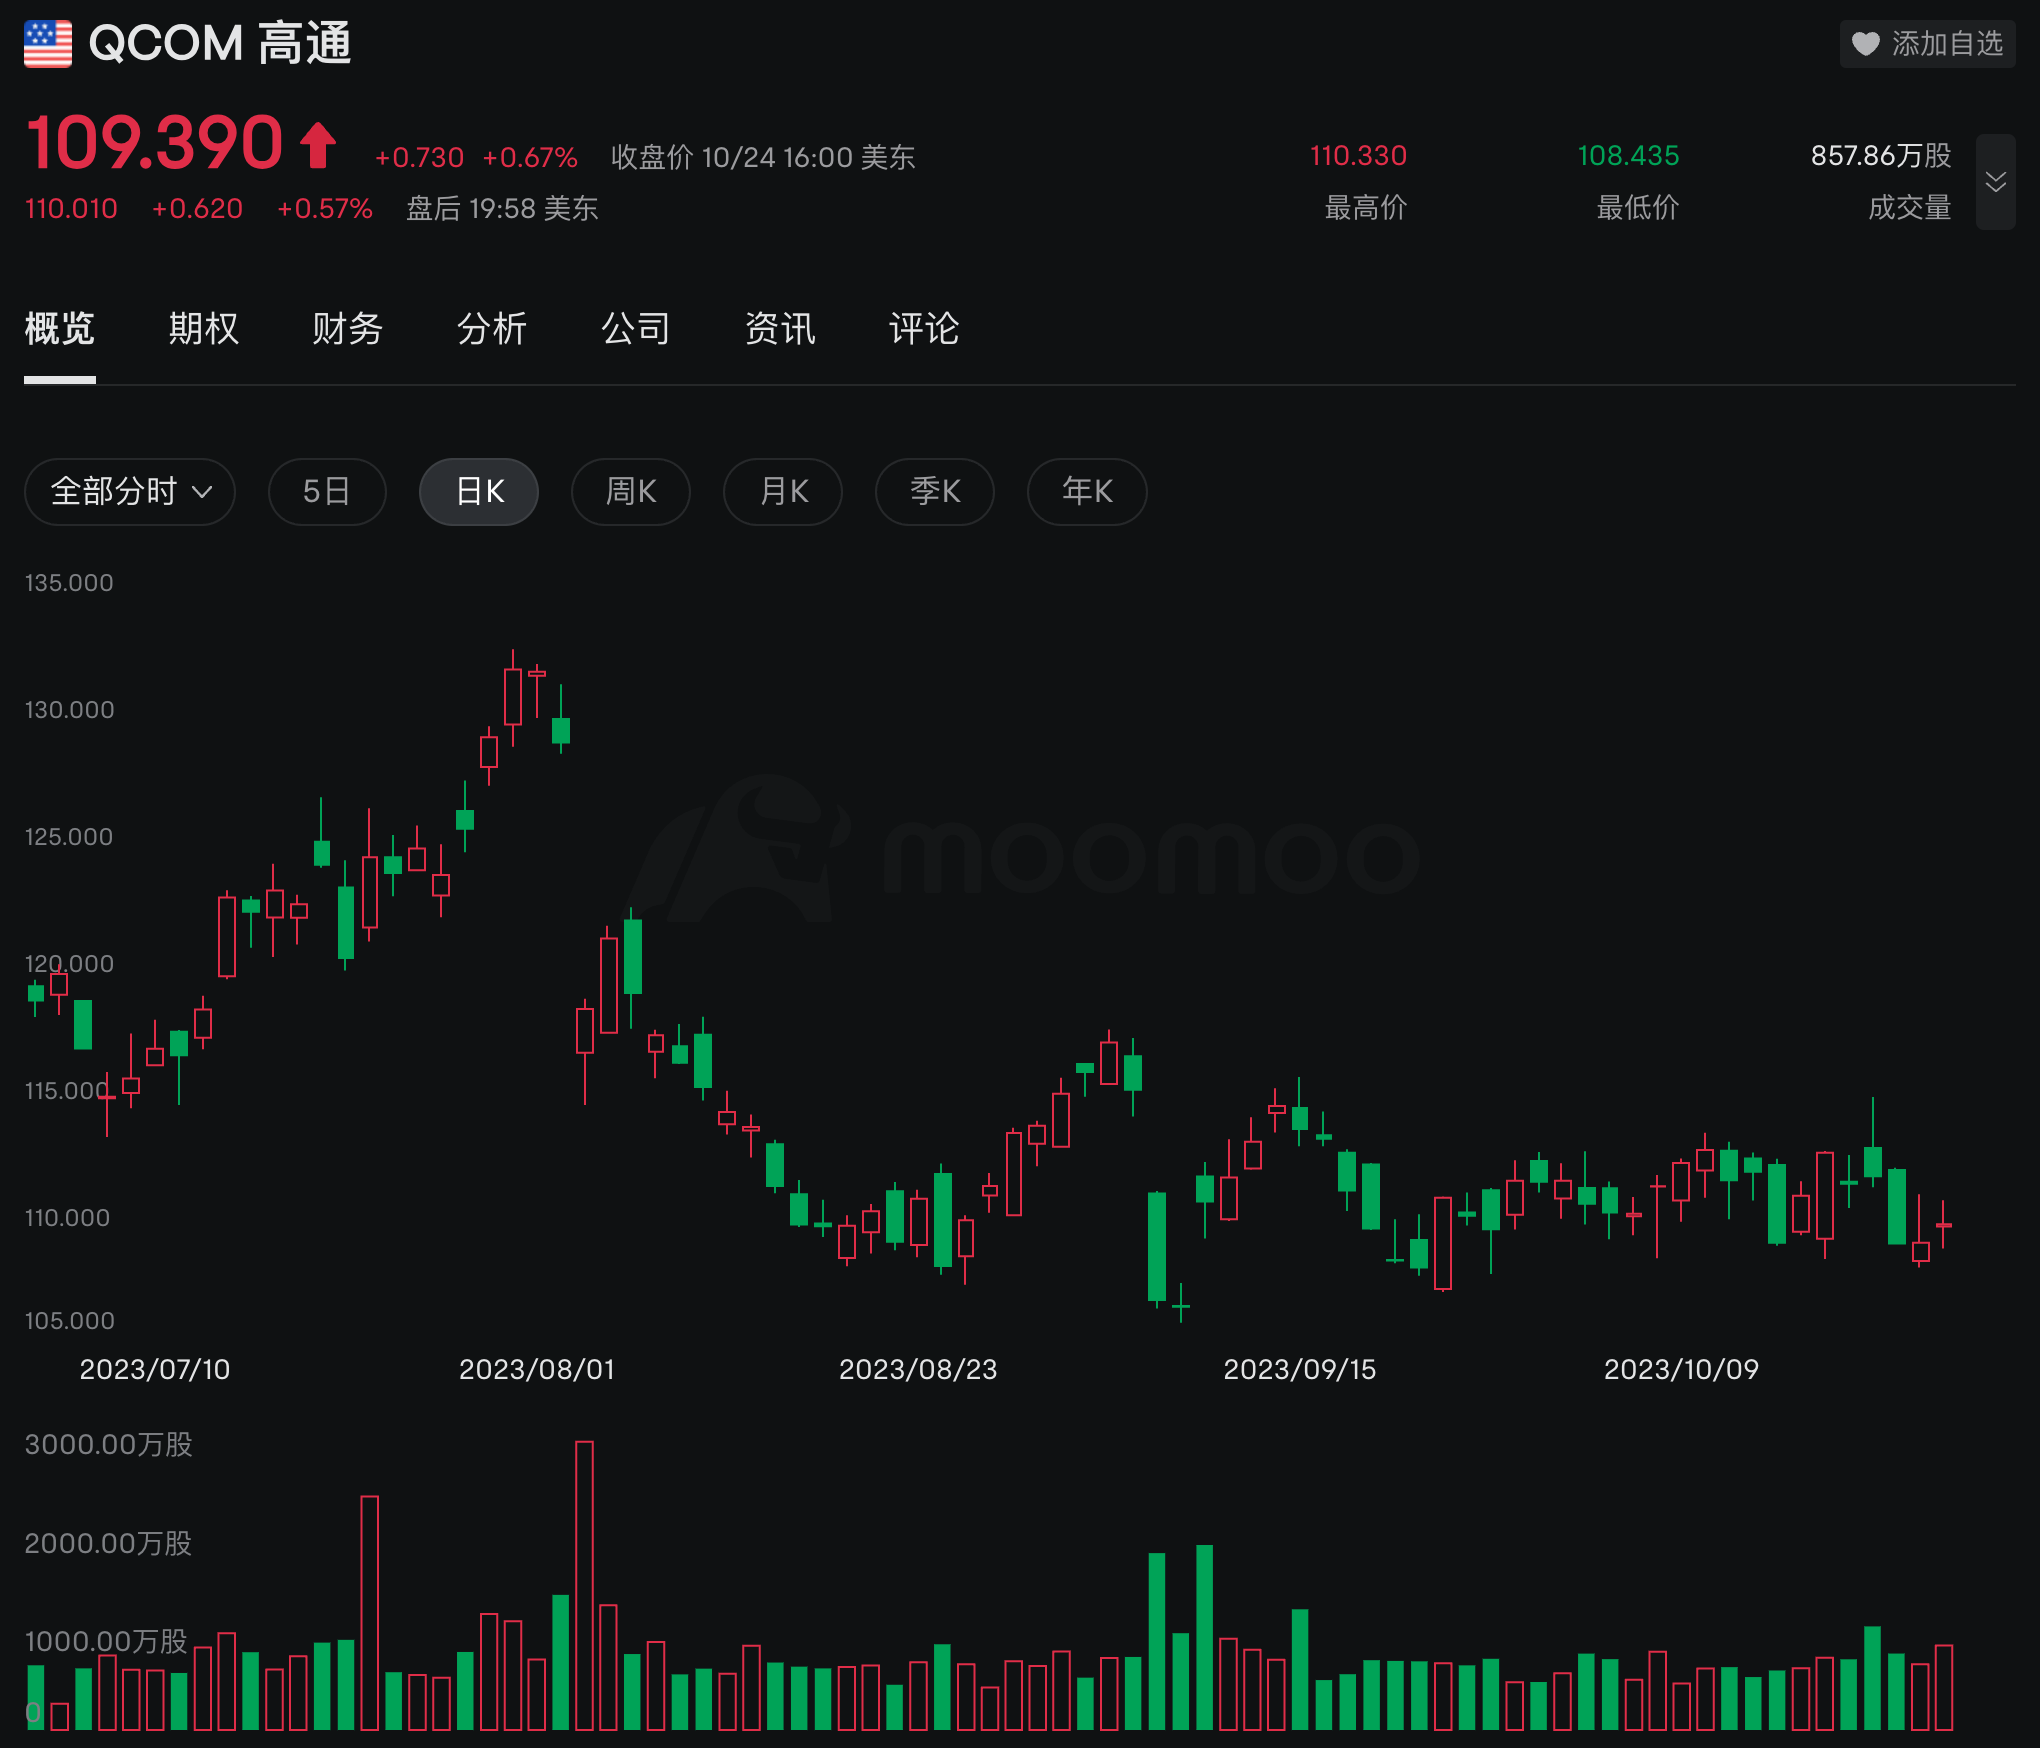 QCOM 高通
添加自选
109.390 +0.730 +0.67% 收盘价 10/24 16:00 美东
110.010 +0.620 +0.57% 盘后 19:58 美东
110.330 108.435 857.86万股
最高价 最低价 成交量
概览 期权 财务 分析 公司 资讯 评论
全部分时 5日 日K 周K 月K 季K 年K
135.000
130.000
125.000
120.000
115.000
110.000
105.000
moomoo
2023/07/10 2023/08/01 2023/08/23 2023/09/15 2023/10/09
3000.00万股
2000.00万股
1000.00万股
0